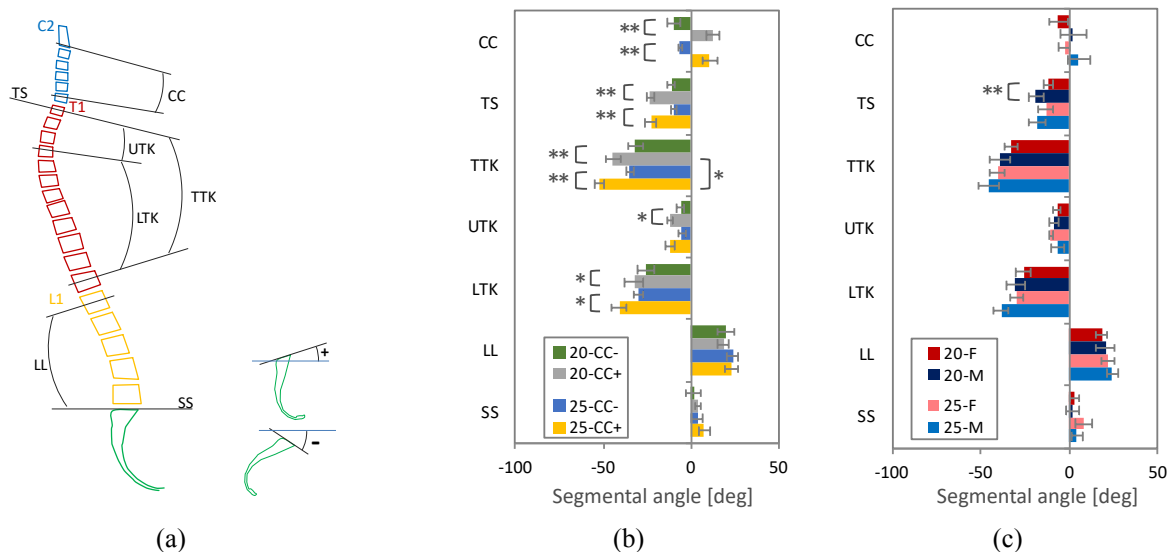 C2
TS
T1
CC
UTK
LTK
TTK
L1
LL
SS
+
-
(a)
CC
**
**
TS
**
**
TTK
**
**
*
UTK
*
LTK
*
*
LL
SS
20-CC-
20-CC+
25-CC-
25-CC+
-100 -50 0 50
Segmental angle [deg]
(b)
CC
TS
**
TTK
UTK
LTK
LL
SS
20-F
20-M
25-F
25-M
-100 -50 0 50
Segmental angle [deg]
(c)